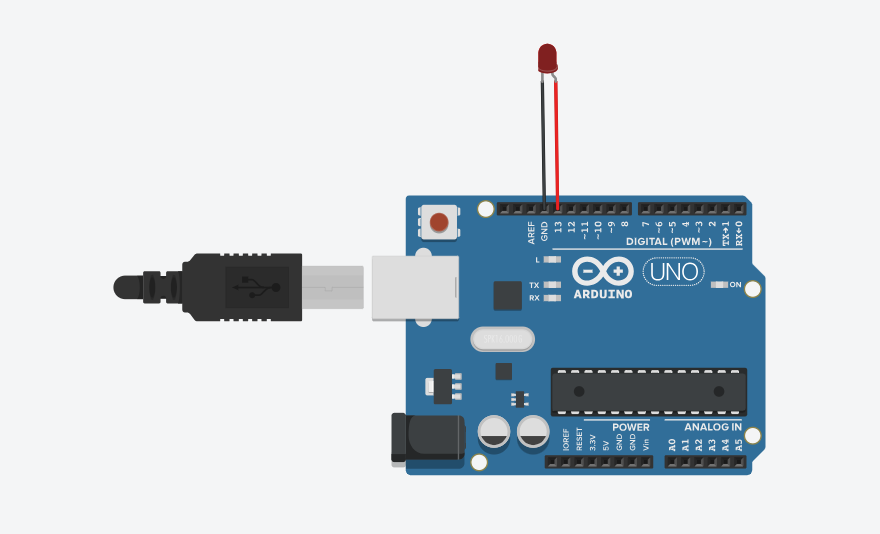 AREF
GND
13
12
~11
~10
~9
8
7
~6
~5
4
~3
2
TX→1
RX←0
DIGITAL (PWM~)
L
TX
RX
ARDUINO
UNO
ON
POWER
ANALOG IN
IOREF
RESET
3.3V
5V
GND
GND
Vin
A0
A1
A2
A3
A4
A5